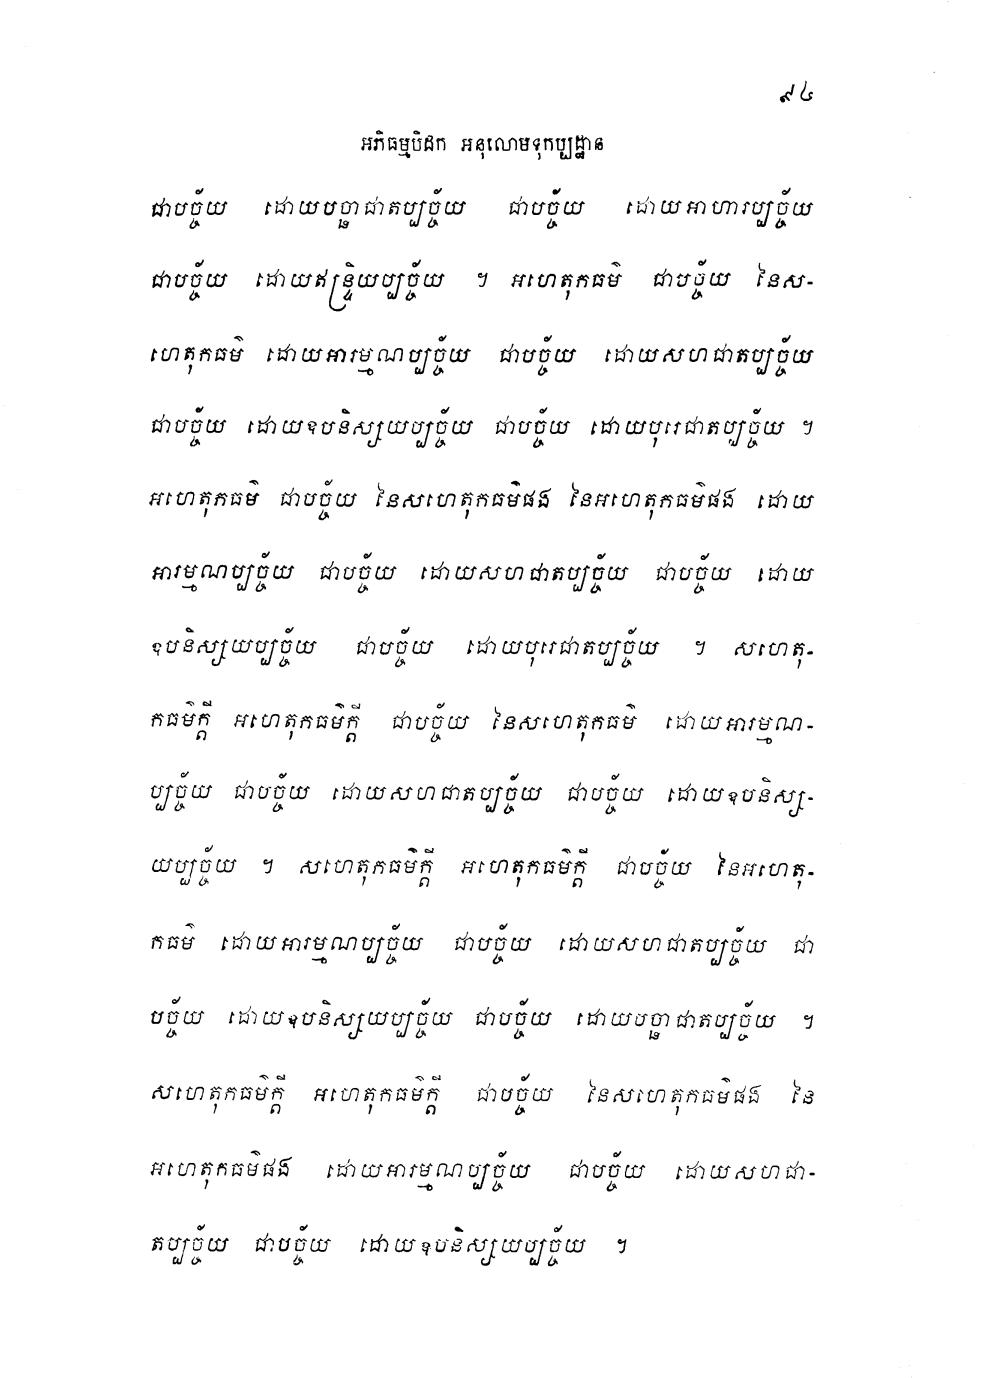 ៩៤
អភិធម្មបិដក អនុលោមទុកប្បដ្ឋាន
ជាបច្ច័យ ដោយបច្ឆាជាតប្បច្ច័យ ជាបច្ច័យ ដោយអាហារប្បច្ច័យ
ជាបច្ច័យ ដោយឥន្ទ្រិយប្បច្ច័យ ។ អហេតុកធម៌ ជាបច្ច័យ នៃស-
ហេតុកធម៌ ដោយអារម្មណប្បច្ច័យ ជាបច្ច័យ ដោយសហជាតប្បច្ច័យ
ជាបច្ច័យ ដោយឧបនិស្សយប្បច្ច័យ ជាបច្ច័យ ដោយបុរេជាតប្បច្ច័យ ។
អហេតុកធម៌ ជាបច្ច័យ នៃសហេតុកធម៌ផង នៃអហេតុកធម៌ផង ដោយ
អារម្មណប្បច្ច័យ ជាបច្ច័យ ដោយសហជាតប្បច្ច័យ ជាបច្ច័យ ដោយ
ឧបនិស្សយប្បច្ច័យ ជាបច្ច័យ ដោយបុរេជាតប្បច្ច័យ ។ សហេតុ-
កធម៌ក្ដី អហេតុកធម៌ក្ដី ជាបច្ច័យ នៃសហេតុកធម៌ ដោយអារម្មណ-
ប្បច្ច័យ ជាបច្ច័យ ដោយសហជាតប្បច្ច័យ ជាបច្ច័យ ដោយឧបនិស្ស-
យប្បច្ច័យ ។ សហេតុកធម៌ក្ដី អហេតុកធម៌ក្ដី ជាបច្ច័យ នៃអហេតុ-
កធម៌ ដោយអារម្មណប្បច្ច័យ ជាបច្ច័យ ដោយសហជាតប្បច្ច័យ ជា
បច្ច័យ ដោយឧបនិស្សយប្បច្ច័យ ជាបច្ច័យ ដោយបច្ឆាជាតប្បច្ច័យ ។
សហេតុកធម៌ក្ដី អហេតុកធម៌ក្ដី ជាបច្ច័យ នៃសហេតុកធម៌ផង នៃ
អហេតុកធម៌ផង ដោយអារម្មណប្បច្ច័យ ជាបច្ច័យ ដោយសហជា-
តប្បច្ច័យ ជាបច្ច័យ ដោយឧបនិស្សយប្បច្ច័យ ។